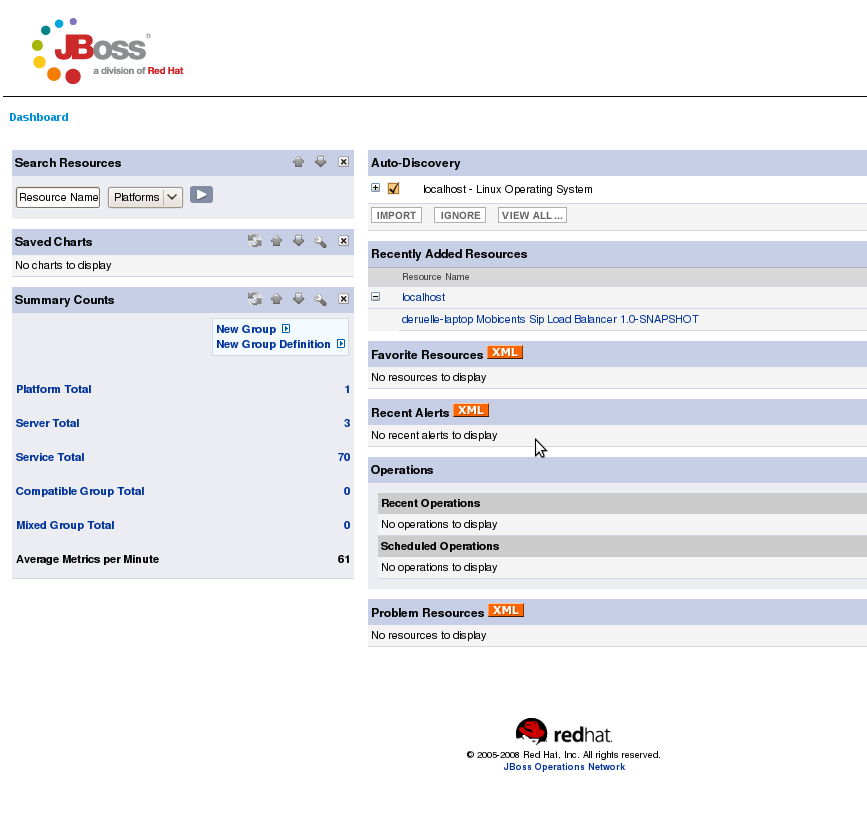 JBoss®
a division of Red Hat
Dashboard
Search Resources
Resource Name Platforms
Saved Charts
No charts to display
Summary Counts
New Group
New Group Definition
Platform Total 1
Server Total 3
Service Total 70
Compatible Group Total 0
Mixed Group Total 0
Average Metrics per Minute 61
Auto-Discovery
localhost - Linux Operating System
IMPORT IGNORE VIEW ALL ...
Recently Added Resources
Resource Name
localhost
deruelle-laptop Mobicents Sip Load Balancer 1.0-SNAPSHOT
Favorite Resources XML
No resources to display
Recent Alerts XML
No recent alerts to display
Operations
Recent Operations
No operations to display
Scheduled Operations
No operations to display
Problem Resources XML
No resources to display
redhat.
© 2005-2008 Red Hat, Inc. All rights reserved.
JBoss Operations Network